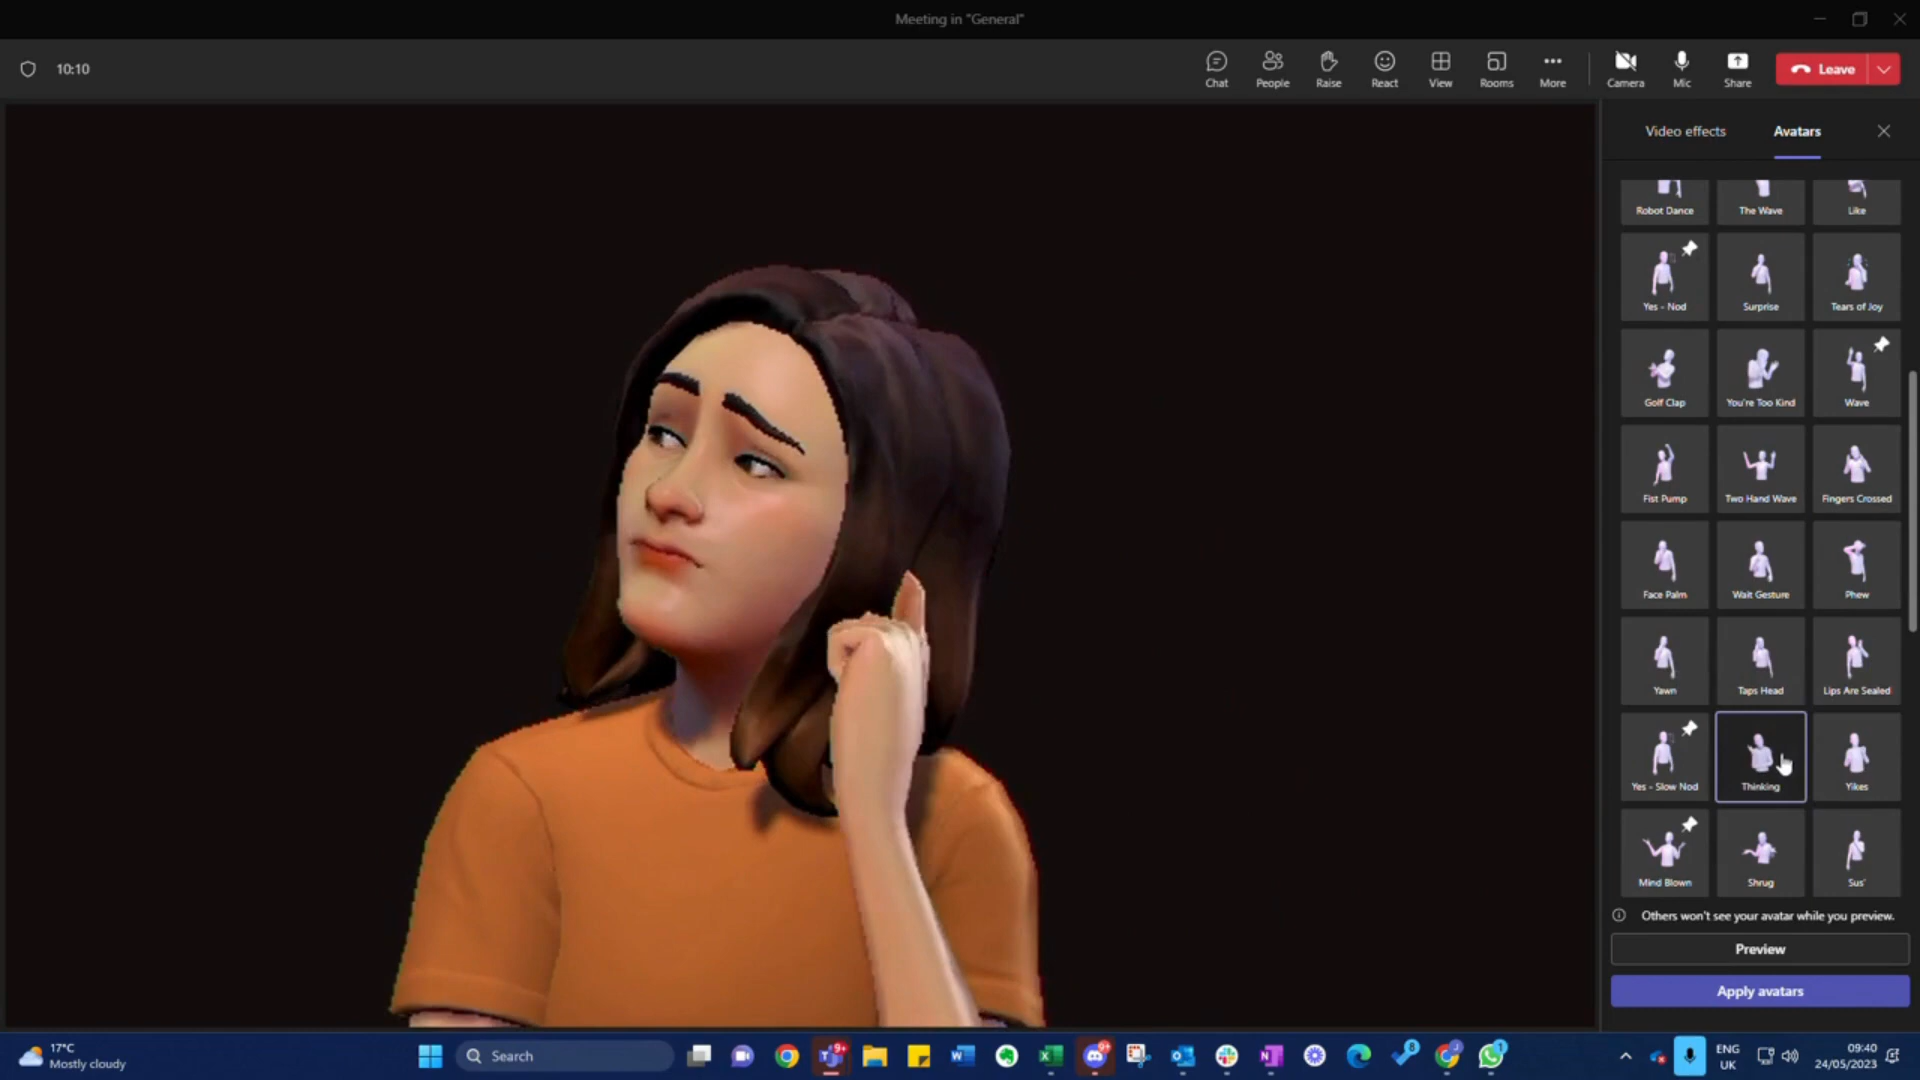 Meeting in "General"
10:10
Chat
People
Raise
React
View
Rooms
More
Camera
Mic
Share
Leave
Video effects
Avatars
Robot Dance
The Wave
Like
Yes - Nod
Surprise
Tears of Joy
Golf Clap
You're Too Kind
Wave
Fist Pump
Two Hand Wave
Fingers Crossed
Face Palm
Wait Gesture
Phew
Yawn
Taps Head
Lips Are Sealed
Yes - Slow Nod
Thinking
Yikes
Mind Blown
Shrug
Sus'
Others won't see your avatar while you preview.
Preview
Apply avatars
17°C
Mostly cloudy
Search
9+
9+
8
1
ENG
UK
09:40
24/05/2023